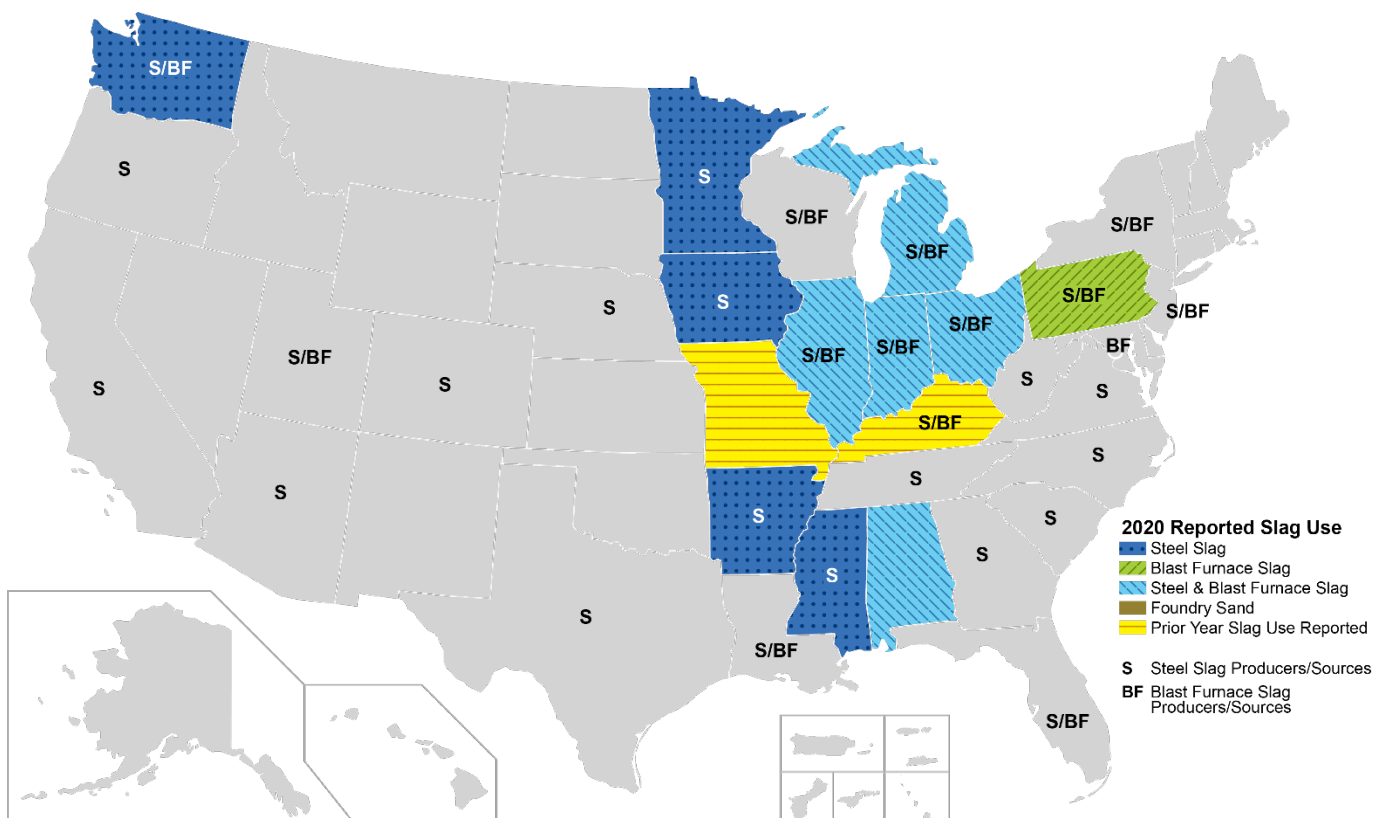 S/BF
S
S
S/BF
S/BF
S/BF
S
S
S/BF
S/BF
S/BF
S/BF
S/BF
S/BF
BF
S
S
S
S
S
S/BF
S
S
S
S
S
S
S
S
S/BF
S/BF
2020 Reported Slag Use
Steel Slag
Blast Furnace Slag
Steel & Blast Furnace Slag
Foundry Sand
Prior Year Slag Use Reported
S Steel Slag Producers/Sources
BF Blast Furnace Slag
Producers/Sources